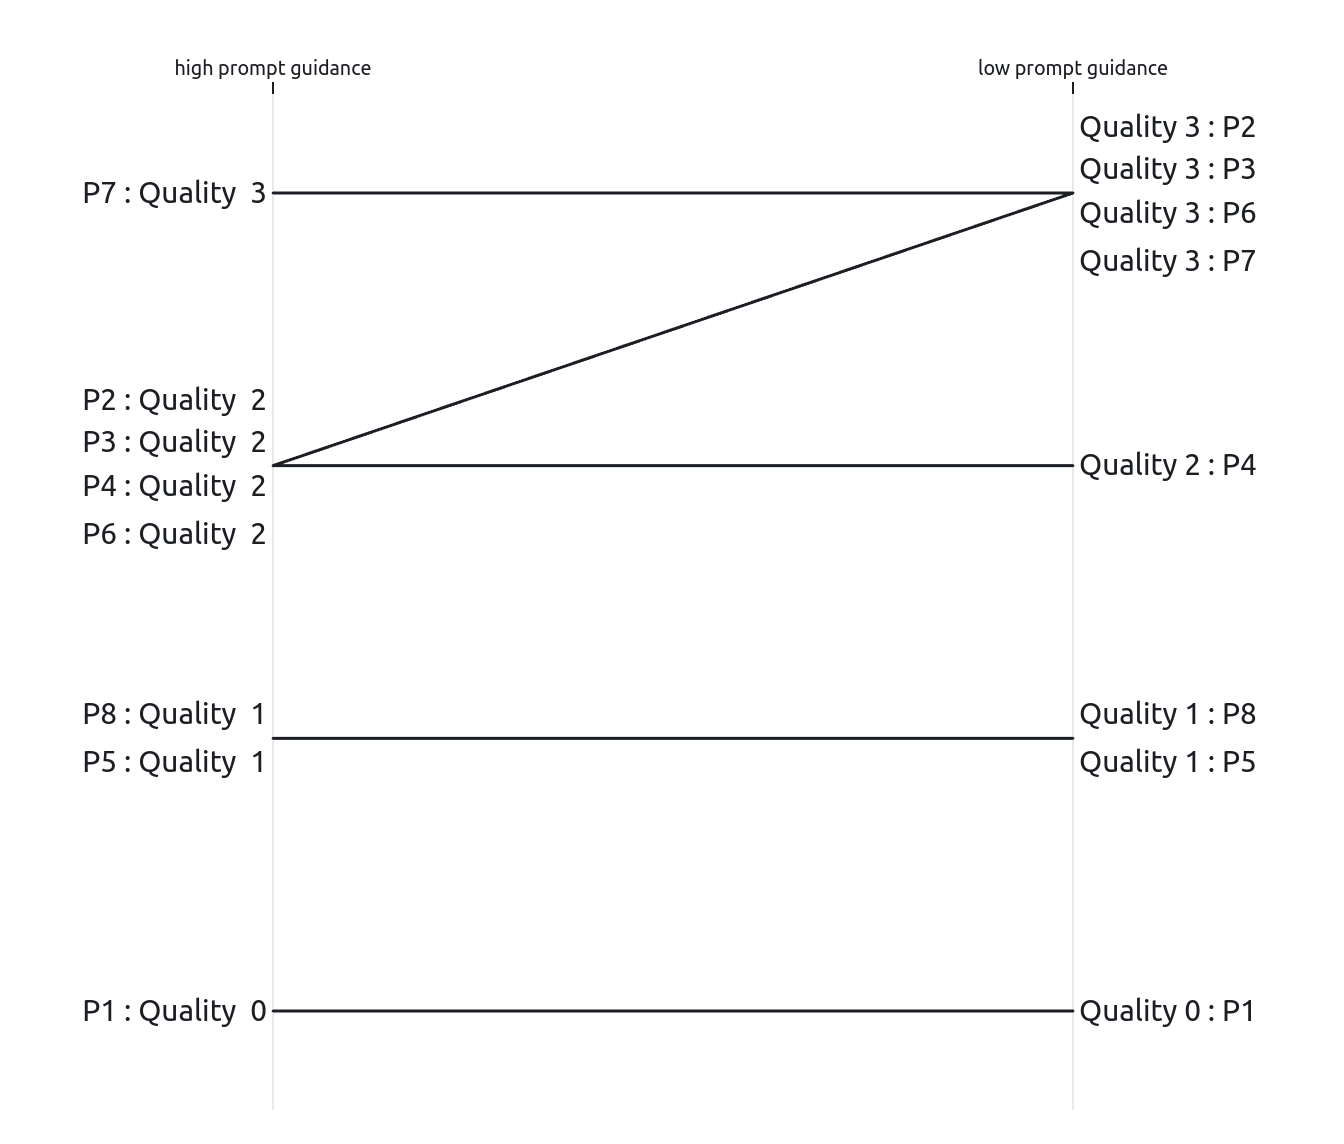 high prompt guidance
low prompt guidance
Quality 3 : P2
Quality 3 : P3
P7 : Quality  3
Quality 3 : P6
Quality 3 : P7
P2 : Quality  2
P3 : Quality  2
Quality 2 : P4
P4 : Quality  2
P6 : Quality  2
P8 : Quality  1
Quality 1 : P8
P5 : Quality  1
Quality 1 : P5
P1 : Quality  0
Quality 0 : P1